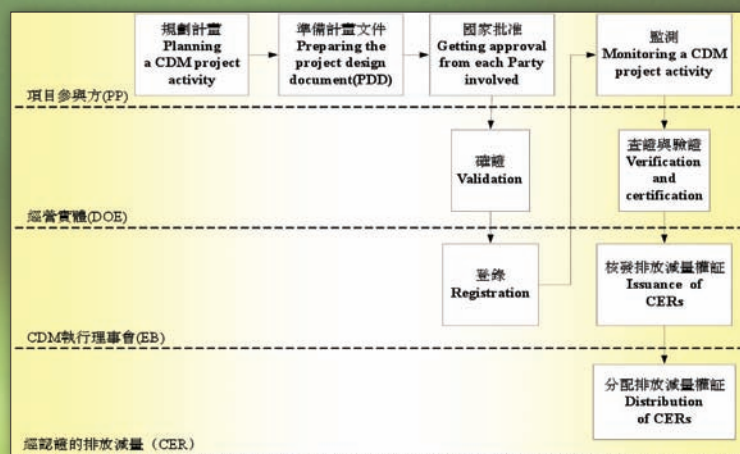 規劃計畫
Planning
a CDM project
activity
準備計畫文件
Preparing the
project design
document(PDD)
國家批准
Getting approval
from each Party
involved
監測
Monitoring a CDM
project activity
項目參與方(PP)
確證
Validation
查證與驗證
Verification
and
certification
經營實體(DOE)
登錄
Registration
核發排放減量權証
Issuance of
CERs
CDM執行理事會(EB)
分配排放減量權証
Distribution
of CERs
經認證的排放減量（CER）